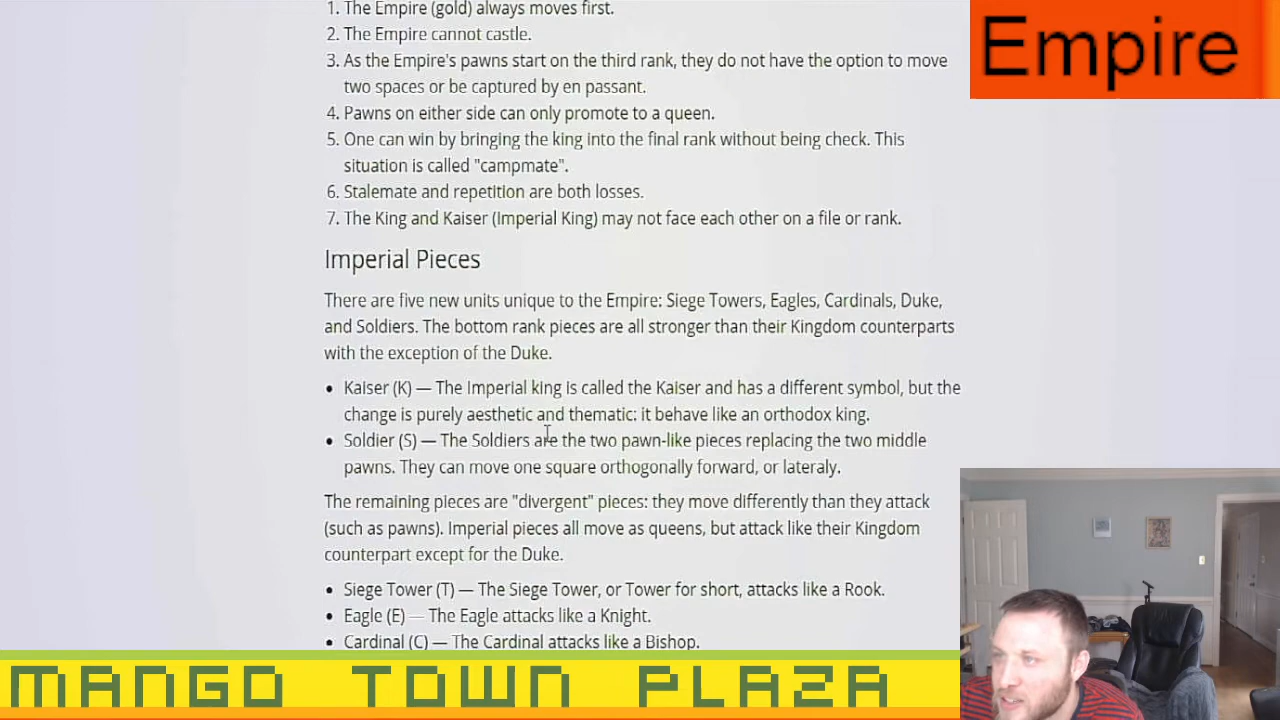 1. The Empire (gold) always moves first.
2. The Empire cannot castle.
3. As the Empire's pawns start on the third rank, they do not have the option to move
two spaces or be captured by en passant.
4. Pawns on either side can only promote to a queen.
5. One can win by bringing the king into the final rank without being check. This
situation is called "campmate".
6. Stalemate and repetition are both losses.
7. The King and Kaiser (Imperial King) may not face each other on a file or rank.
Empire
Imperial Pieces
There are five new units unique to the Empire: Siege Towers, Eagles, Cardinals, Duke,
and Soldiers. The bottom rank pieces are all stronger than their Kingdom counterparts
with the exception of the Duke.
• Kaiser (K) — The Imperial king is called the Kaiser and has a different symbol, but the
change is purely aesthetic and thematic: it behave like an orthodox king.
• Soldier (S) — The Soldiers are the two pawn-like pieces replacing the two middle
pawns. They can move one square orthogonally forward, or lateraly.
The remaining pieces are "divergent" pieces: they move differently than they attack
(such as pawns). Imperial pieces all move as queens, but attack like their Kingdom
counterpart except for the Duke.
• Siege Tower (T) — The Siege Tower, or Tower for short, attacks like a Rook.
• Eagle (E) — The Eagle attacks like a Knight.
• Cardinal (C) — The Cardinal attacks like a Bishop.
MANGO TOWN PLAZA